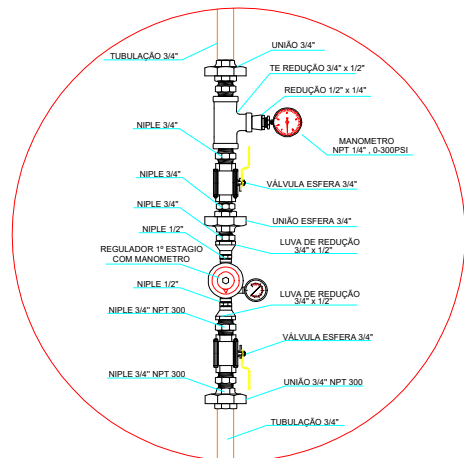 UNIÃO 3/4"
TUBULAÇÃO 3/4"
TE REDUÇÃO 3/4" x 1/2"
REDUÇÃO 1/2" x 1/4"
NIPLE 3/4"
MANOMETRO
NPT 1/4" , 0-300PSI
NIPLE 3/4"
VÁLVULA ESFERA 3/4"
NIPLE 3/4"
UNIÃO ESFERA 3/4"
NIPLE 1/2"
LUVA DE REDUÇÃO
3/4" x 1/2"
REGULADOR 1º ESTAGIO
COM MANOMETRO
NIPLE 1/2"
LUVA DE REDUÇÃO
3/4" x 1/2"
NIPLE 3/4" NPT 300
VÁLVULA ESFERA 3/4"
NIPLE 3/4" NPT 300
UNIÃO 3/4" NPT 300
TUBULAÇÃO 3/4"